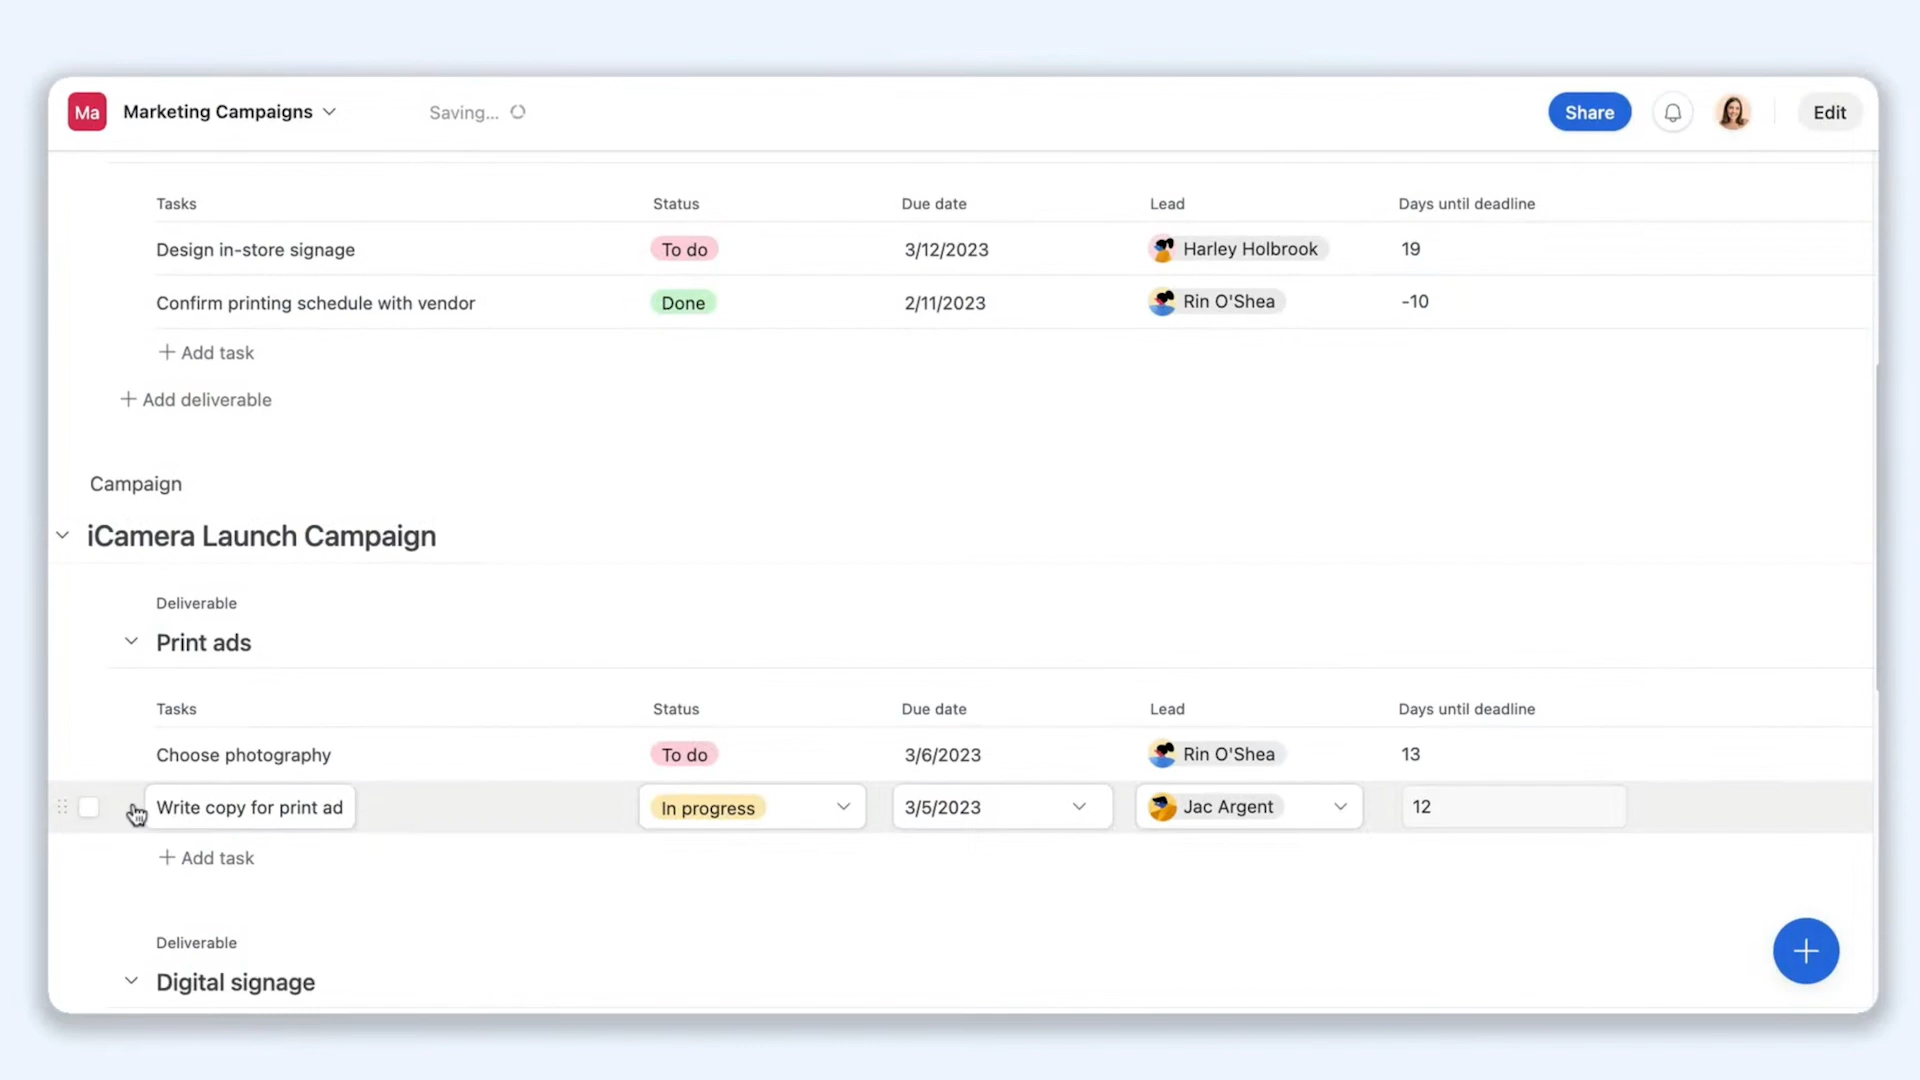 Ma Marketing Campaigns Saving... Share Edit
Tasks Status Due date Lead Days until deadline
Design in-store signage To do 3/12/2023 Harley Holbrook 19
Confirm printing schedule with vendor Done 2/11/2023 Rin O'Shea -10
+ Add task
+ Add deliverable
Campaign
iCamera Launch Campaign
Deliverable
Print ads
Tasks Status Due date Lead Days until deadline
Choose photography To do 3/6/2023 Rin O'Shea 13
Write copy for print ad In progress 3/5/2023 Jac Argent 12
+ Add task
Deliverable
Digital signage